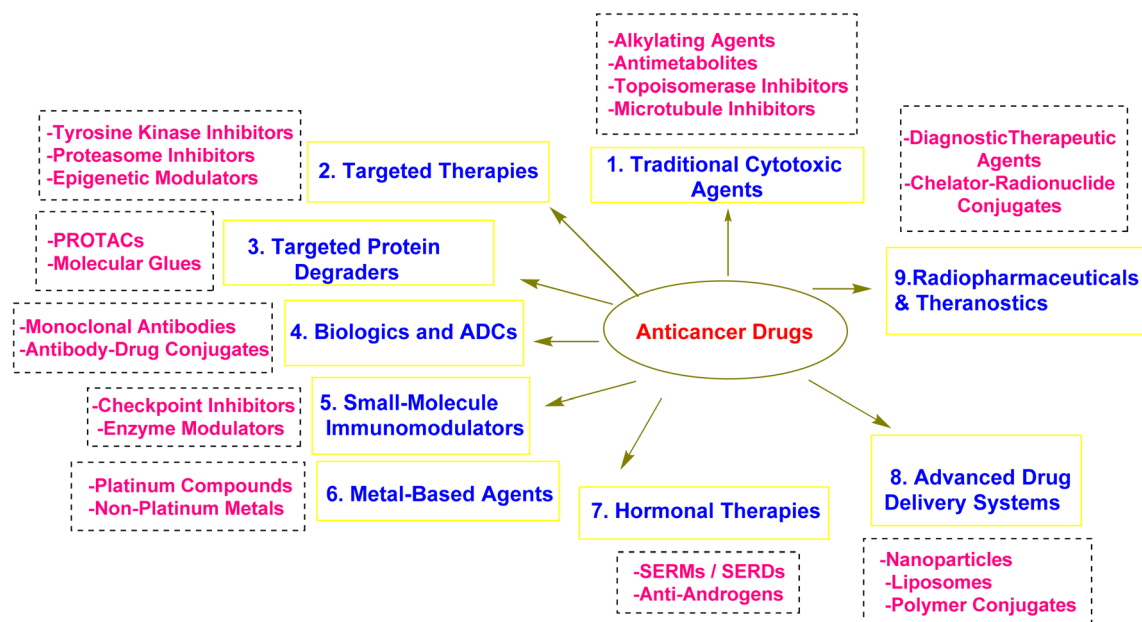 -Alkylating Agents
-Antimetabolites
-Topoisomerase Inhibitors
-Microtubule Inhibitors
1. Traditional Cytotoxic
Agents
-Tyrosine Kinase Inhibitors
-Proteasome Inhibitors
-Epigenetic Modulators
2. Targeted Therapies
-PROTACs
-Molecular Glues
3. Targeted Protein
Degraders
-Monoclonal Antibodies
-Antibody-Drug Conjugates
4. Biologics and ADCs
-Checkpoint Inhibitors
-Enzyme Modulators
5. Small-Molecule
Immunomodulators
-Platinum Compounds
-Non-Platinum Metals
6. Metal-Based Agents
7. Hormonal Therapies
-SERMs / SERDs
-Anti-Androgens
8. Advanced Drug
Delivery Systems
-Nanoparticles
-Liposomes
-Polymer Conjugates
-DiagnosticTherapeutic
Agents
-Chelator-Radionuclide
Conjugates
9.Radiopharmaceuticals
& Theranostics
Anticancer Drugs